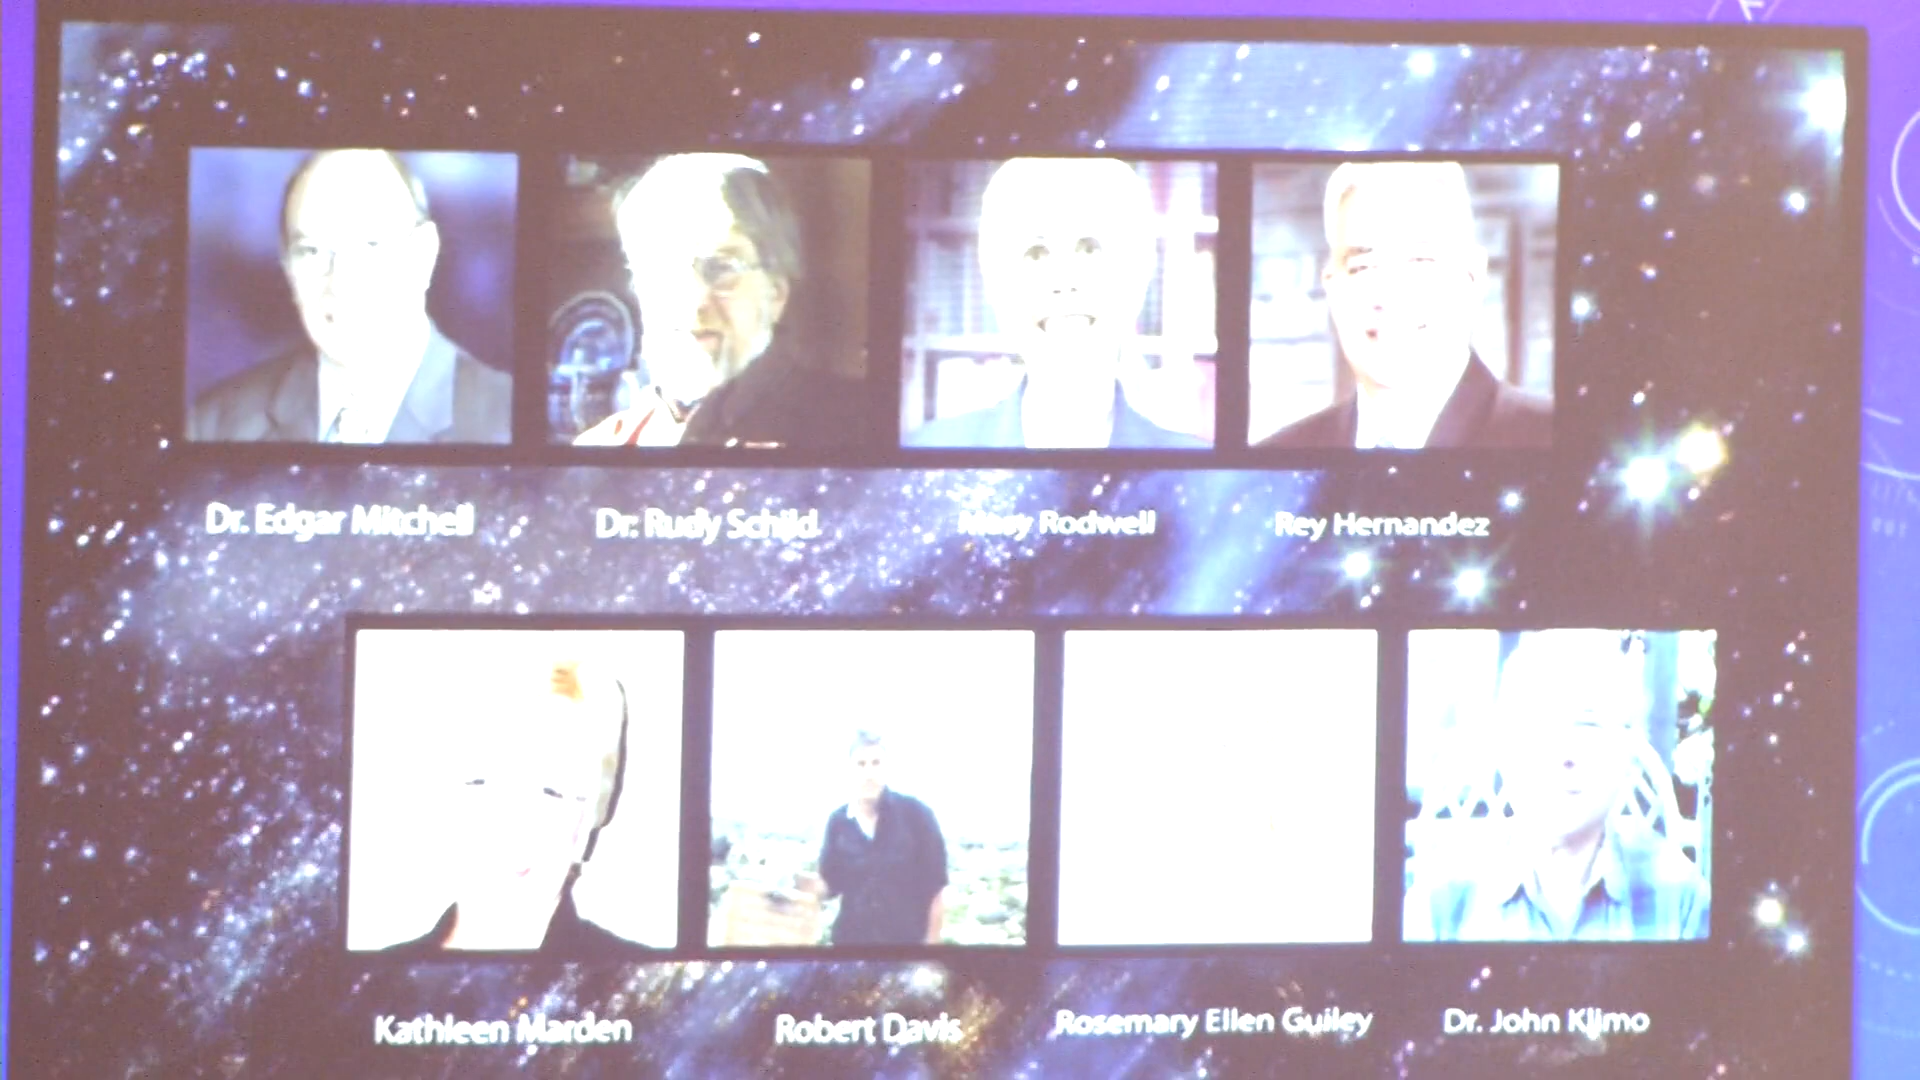 Dr. Edgar Mitchell
Dr. Rudy Schild
Mary Rodwell
Rey Hernandez
Kathleen Marden
Robert Davis
Rosemary Ellen Guiley
Dr. John Klimo